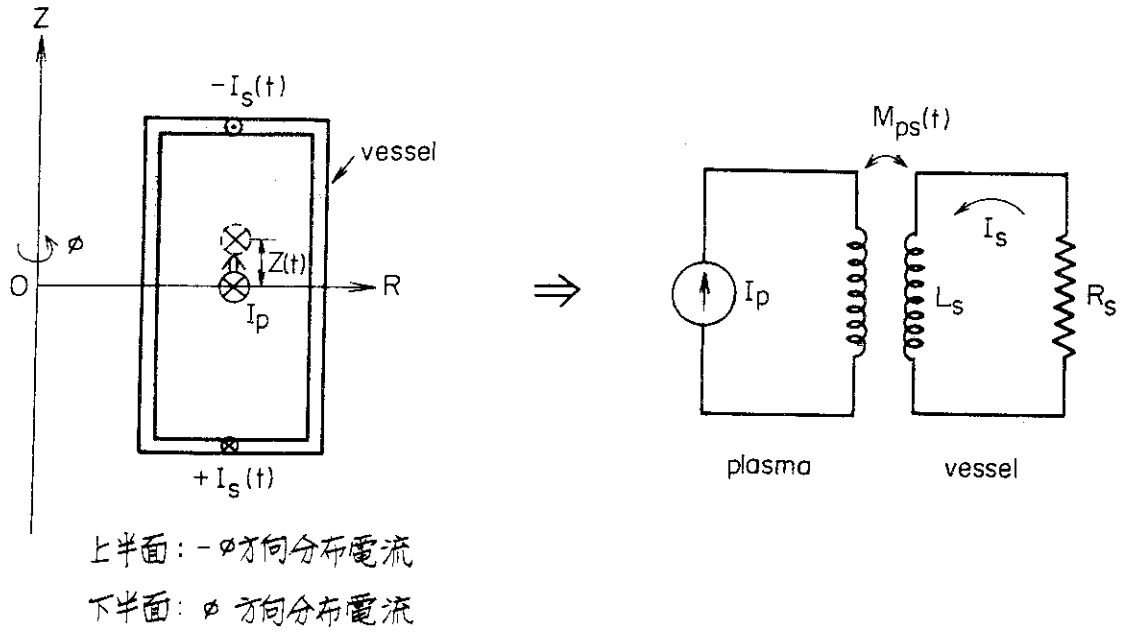 Z
−I_s(t)
vessel
ø
Z(t)
O
R
I_p
+I_s(t)
⇒
M_ps(t)
I_p
L_s
I_s
R_s
plasma
vessel
上半面：−ø方向分布電流
下半面：ø 方向分布電流